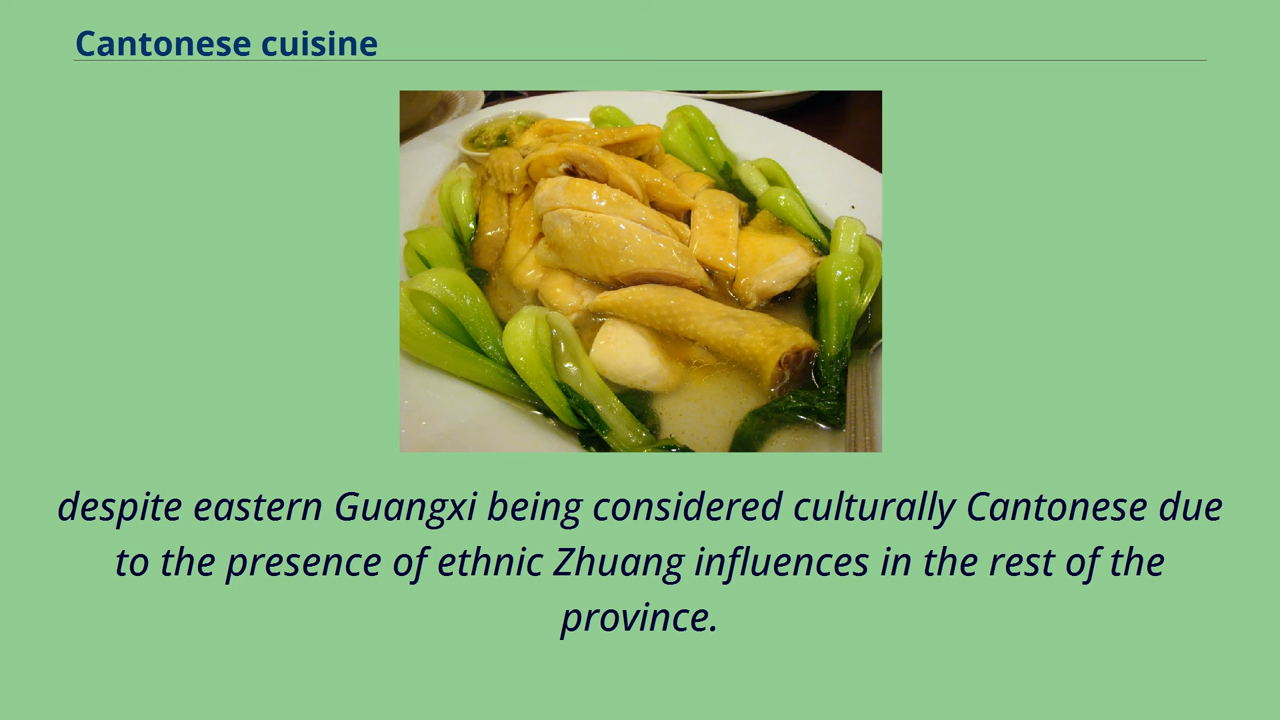 Cantonese cuisine
despite eastern Guangxi being considered culturally Cantonese due
to the presence of ethnic Zhuang influences in the rest of the
province.